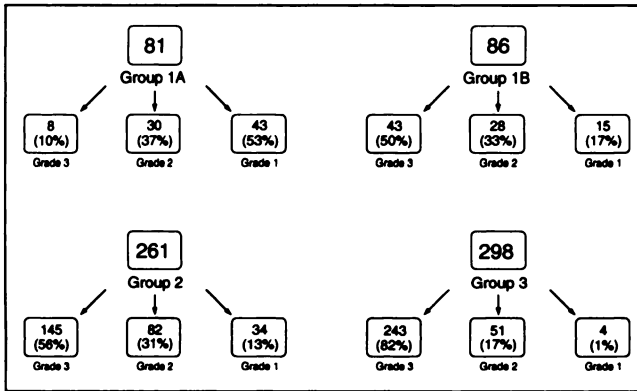 81
Group 1A
8
(10%)
Grade 3
30
(37%)
Grade 2
43
(53%)
Grade 1
86
Group 1B
43
(50%)
Grade 3
28
(33%)
Grade 2
15
(17%)
Grade 1
261
Group 2
145
(56%)
Grade 3
82
(31%)
Grade 2
34
(13%)
Grade 1
298
Group 3
243
(82%)
Grade 3
51
(17%)
Grade 2
4
(1%)
Grade 1